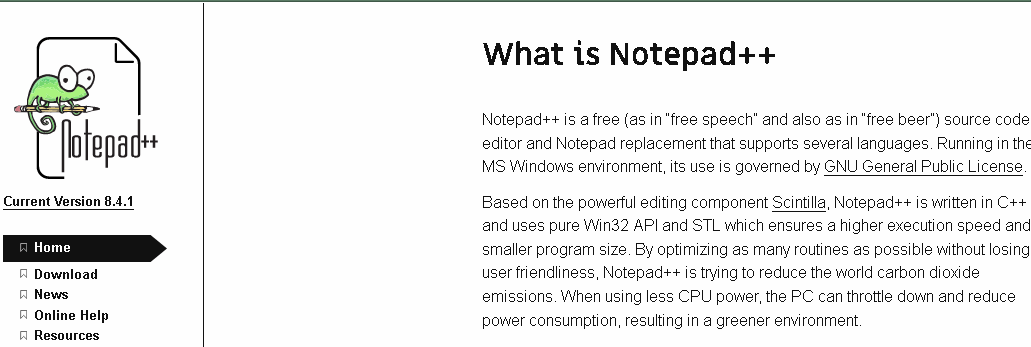 Notepad++
Current Version 8.4.1
Home
Download
News
Online Help
Resources
What is Notepad++
Notepad++ is a free (as in “free speech” and also as in “free beer”) source code
editor and Notepad replacement that supports several languages. Running in the
MS Windows environment, its use is governed by GNU General Public License.
Based on the powerful editing component Scintilla, Notepad++ is written in C++
and uses pure Win32 API and STL which ensures a higher execution speed and
smaller program size. By optimizing as many routines as possible without losing
user friendliness, Notepad++ is trying to reduce the world carbon dioxide
emissions. When using less CPU power, the PC can throttle down and reduce
power consumption, resulting in a greener environment.